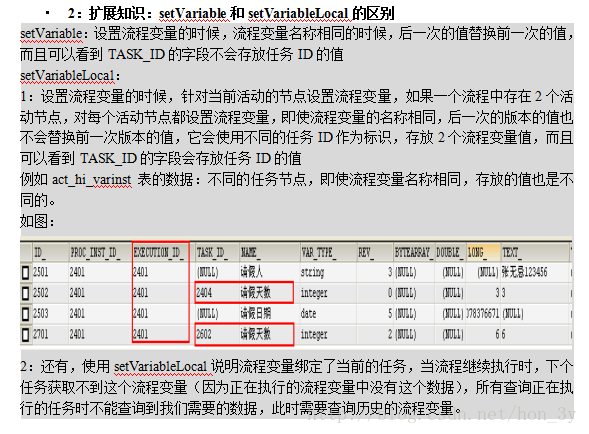 • 2：扩展知识：setVariable 和 setVariableLocal 的区别
setVariable：设置流程变量的时候，流程变量名称相同的时候，后一次的值替换前一次的值，
而且可以看到 TASK_ID 的字段不会存放任务 ID 的值
setVariableLocal：
1：设置流程变量的时候，针对当前活动的节点设置流程变量，如果一个流程中存在 2 个活
动节点，对每个活动节点都设置流程变量，即使流程变量的名称相同，后一次的版本的值也
不会替换前一次版本的值，它会使用不同的任务 ID 作为标识，存放 2 个流程变量值，而且
可以看到 TASK_ID 的字段会存放任务 ID 的值
例如 act_hi_varinst 表的数据：不同的任务节点，即使流程变量名称相同，存放的值也是不
同的。
如图：
ID_ PROC_INST_ID_ EXECUTION_ID_ TASK_ID_ NAME_ VAR_TYPE_ REV_ BYTEARRAY_ DOUBLE_ LONG_ TEXT_
2501 2401 2401 (NULL) 请假人 string 3 (NULL) (NULL) (NULL) 张无忌123456
2502 2401 2401 2404 请假天数 integer 0 (NULL) (NULL) 3 3
2503 2401 2401 (NULL) 请假日期 date 5 (NULL) (NULL) 078376671 (NULL)
2701 2401 2401 2602 请假天数 integer 2 (NULL) (NULL) 6 6
2：还有，使用 setVariableLocal 说明流程变量绑定了当前的任务，当流程继续执行时，下个
任务获取不到这个流程变量（因为正在执行的流程变量中没有这个数据），所有查询正在执
行的任务时不能查询到我们需要的数据，此时需要查询历史的流程变量。
http://blog.csdn.net/hon_3y